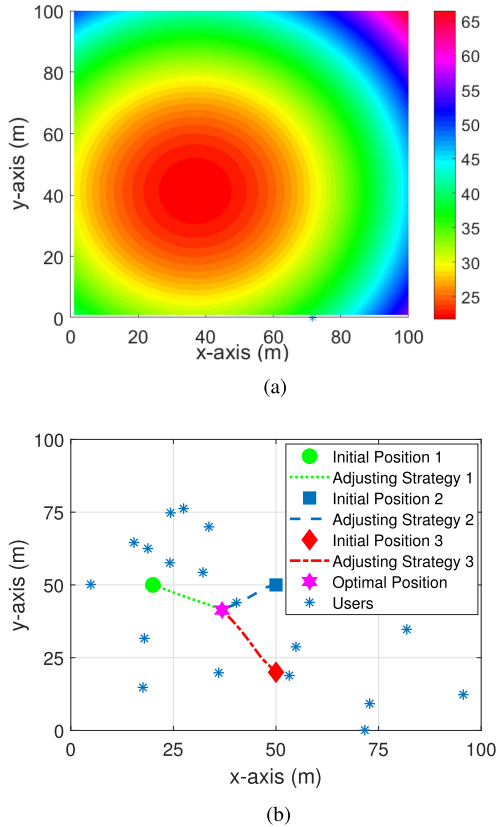 100
80
60
40
20
0
y-axis (m)
0 20 40 60 80 100
x-axis (m)
65
60
55
50
45
40
35
30
25
(a)
100
75
50
25
0
y-axis (m)
0 25 50 75 100
x-axis (m)
Initial Position 1
Adjusting Strategy 1
Initial Position 2
Adjusting Strategy 2
Initial Position 3
Adjusting Strategy 3
Optimal Position
Users
(b)